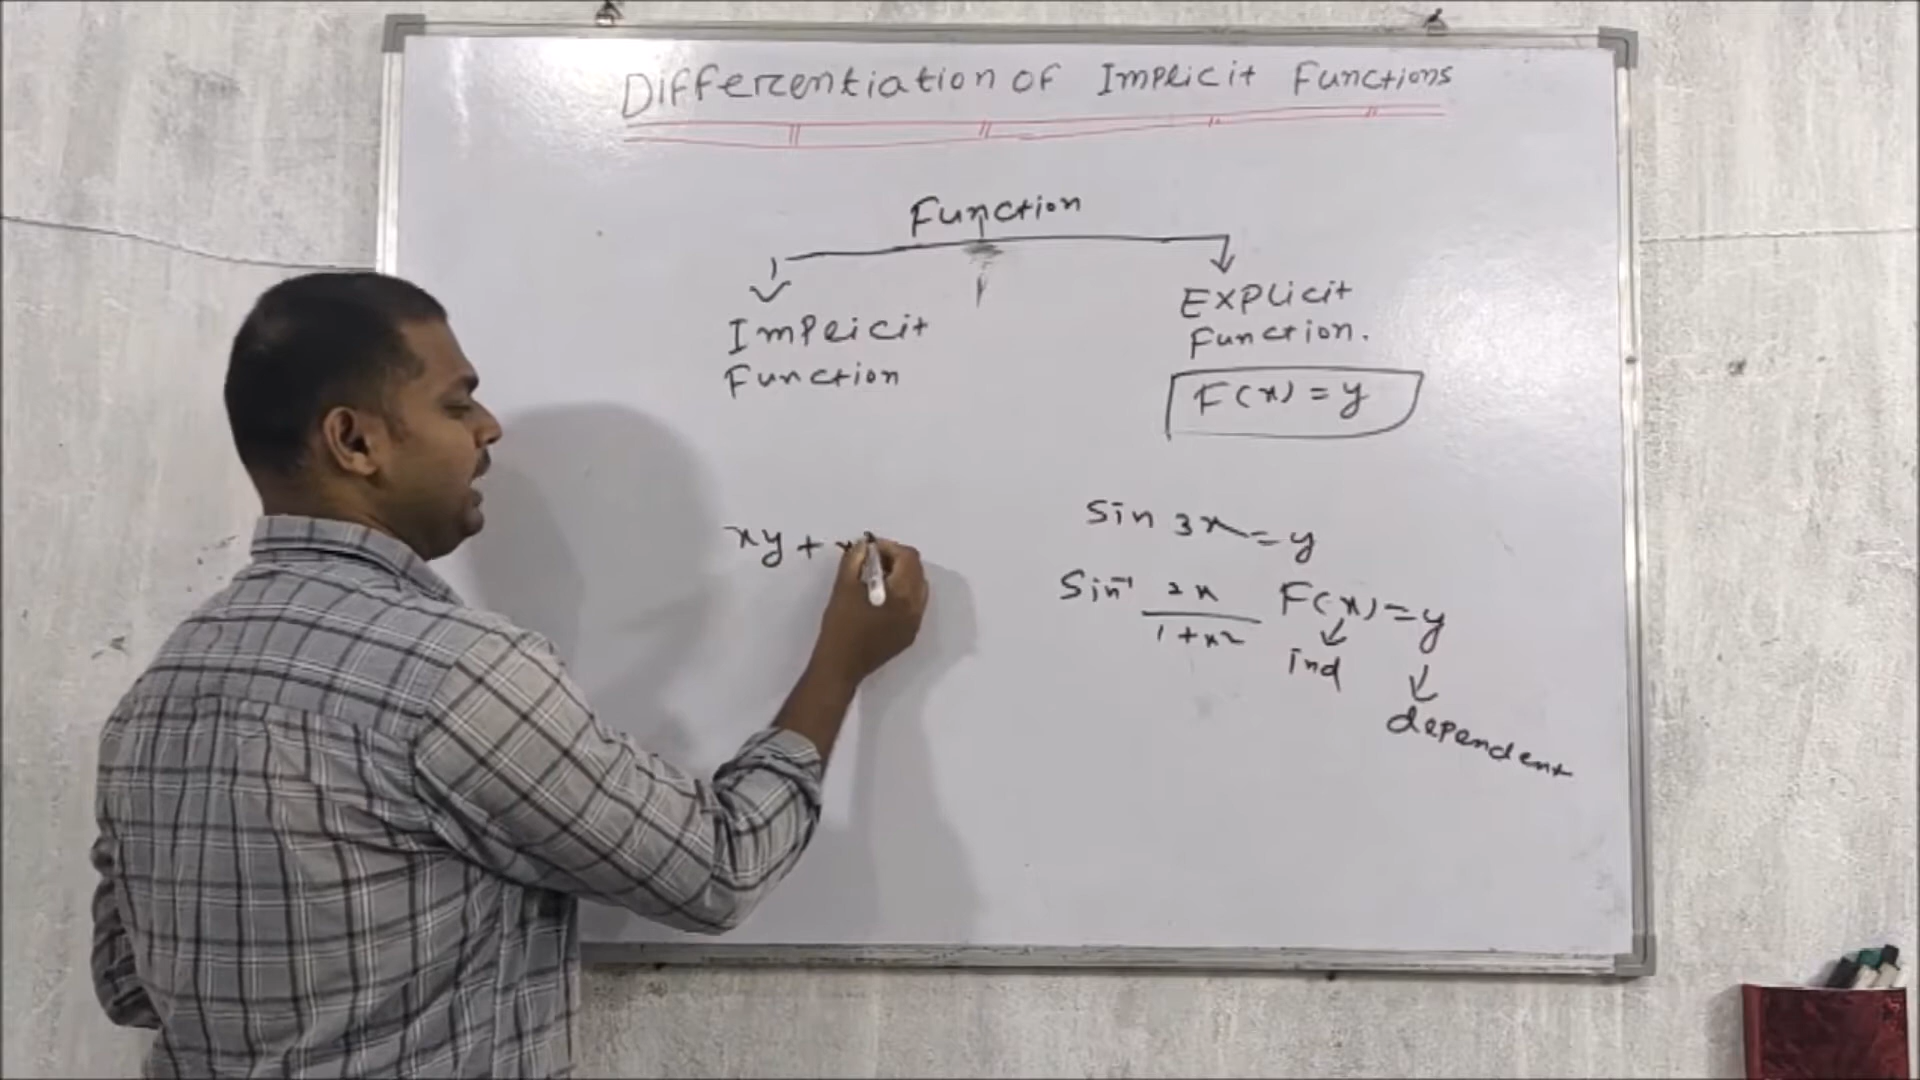 Differentiation of Implicit Functions
Function
Implicit
Function
Explicit
Function.
F(x) = y
xy + x
Sin 3x = y
Sin⁻¹ 2x / 1+x² F(x) = y
ind
dependent